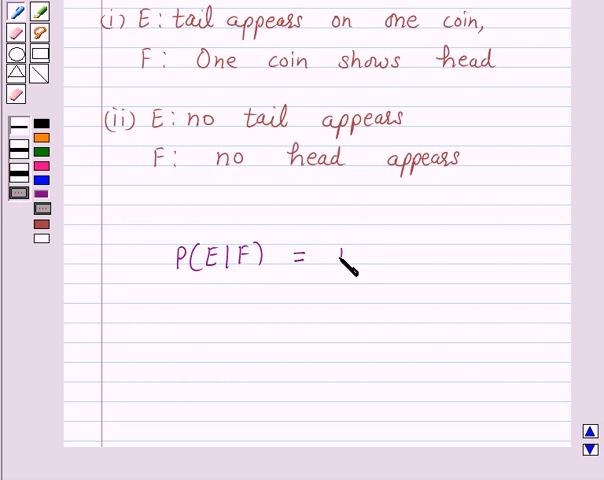 (i) E: tail appears on one coin,
F: One coin shows head
(ii) E: no tail appears
F: no head appears
P(E|F) =